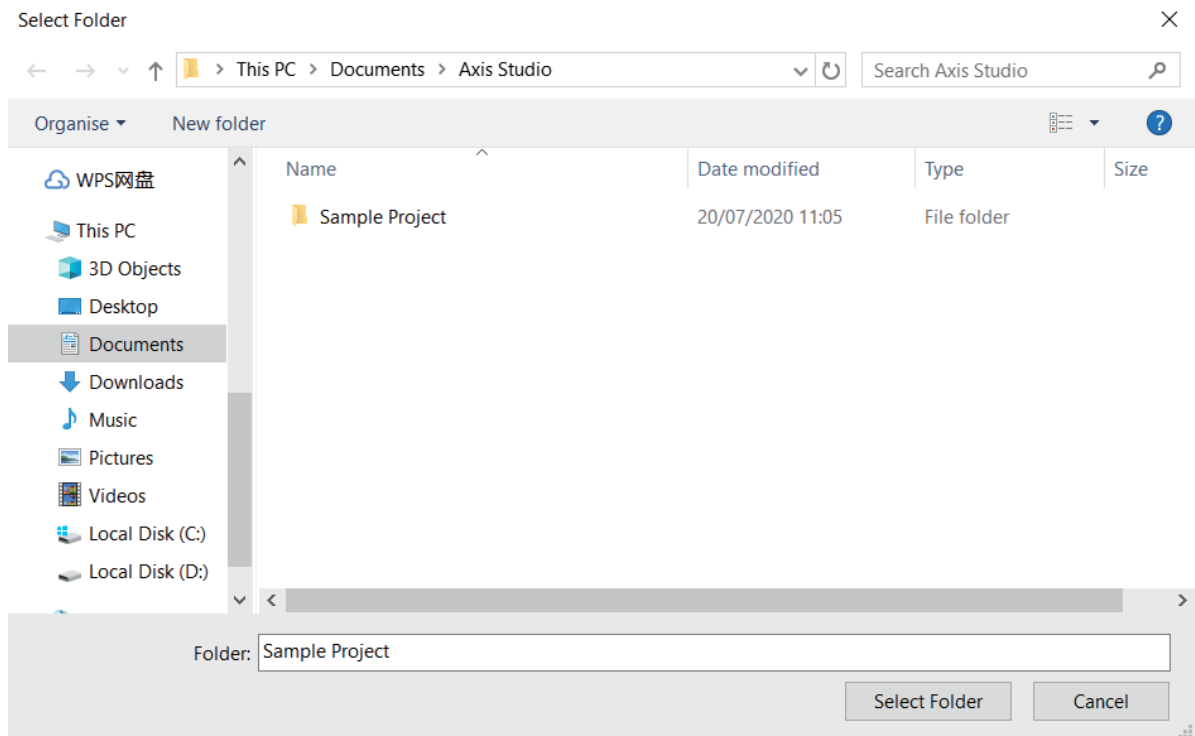 Select Folder
This PC > Documents > Axis Studio
Search Axis Studio
Organise
New folder
?
Name
Date modified
Type
Size
WPS网盘
This PC
3D Objects
Desktop
Documents
Downloads
Music
Pictures
Videos
Local Disk (C:)
Local Disk (D:)
Sample Project
20/07/2020 11:05
File folder
Folder:
Sample Project
Select Folder
Cancel